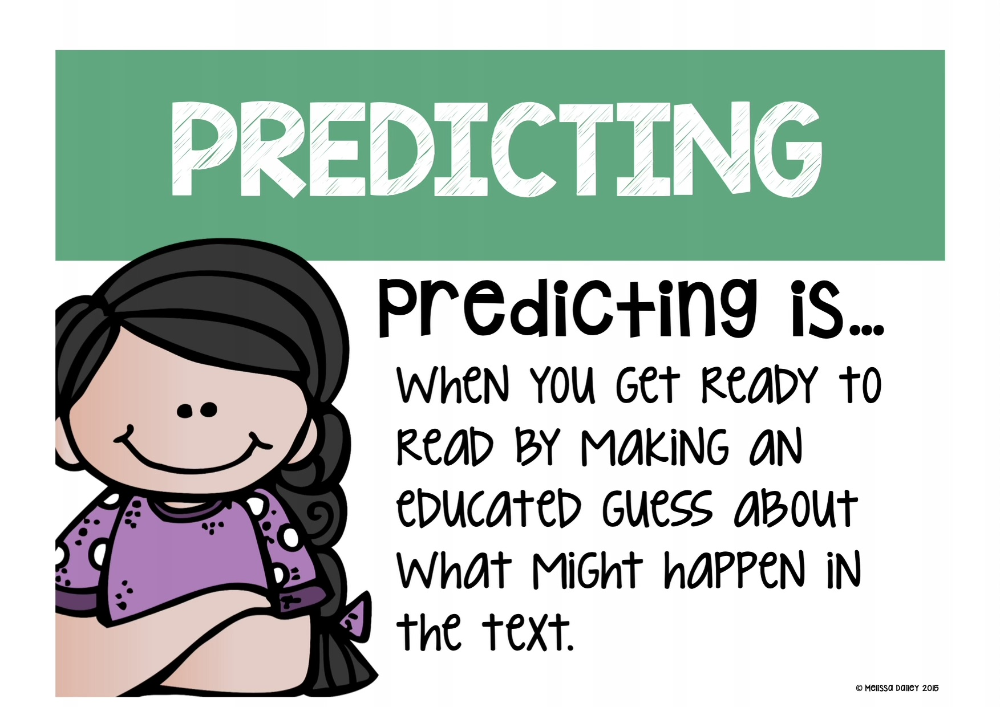 PREDICTING
Predicting is...
When you get ready to
read by making an
educated guess about
what might happen in
the text.
© Melissa Dailey 2015